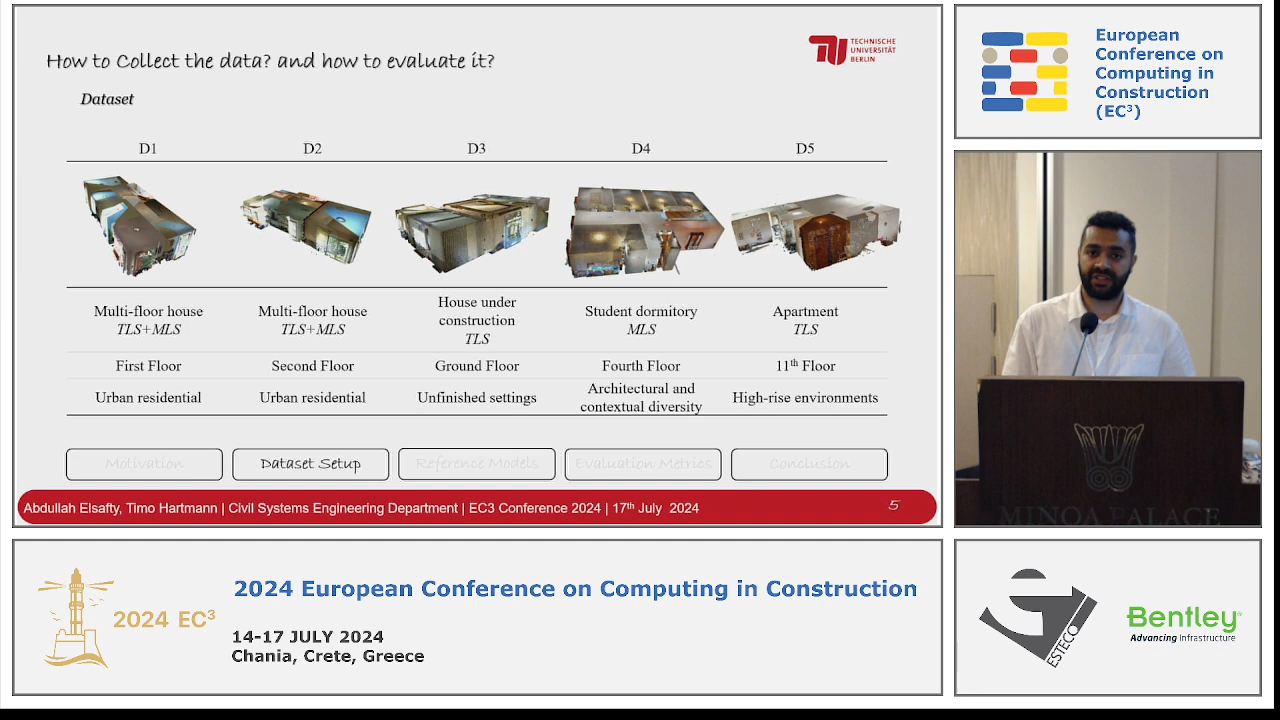 How to Collect the data? and how to evaluate it?
TECHNISCHE
UNIVERSITÄT
BERLIN
Dataset
D1 D2 D3 D4 D5
Multi-floor house
TLS+MLS
Multi-floor house
TLS+MLS
House under
construction
TLS
Student dormitory
MLS
Apartment
TLS
First Floor Second Floor Ground Floor Fourth Floor 11th Floor
Urban residential Urban residential Unfinished settings
Architectural and
contextual diversity
High-rise environments
Motivation Dataset Setup Reference Models Evaluation Metrics Conclusion
Abdullah Elsafty, Timo Hartmann | Civil Systems Engineering Department | EC3 Conference 2024 | 17th July 2024
5
European
Conference on
Computing in
Construction
(EC³)
MINOA PALACE
2024 EC³
2024 European Conference on Computing in Construction
14-17 JULY 2024
Chania, Crete, Greece
ESTECO
Bentley
Advancing Infrastructure